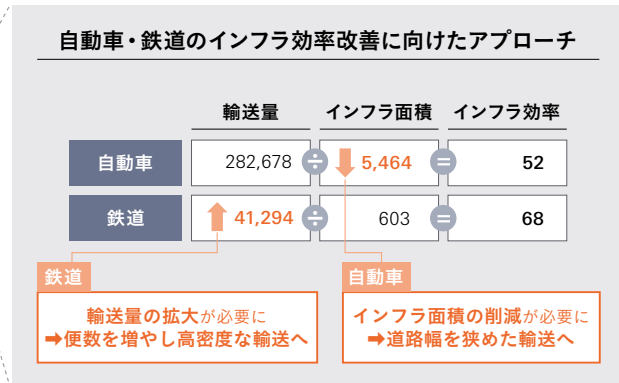 自動車・鉄道のインフラ効率改善に向けたアプローチ
輸送量 インフラ面積 インフラ効率
自動車 282,678 ÷ 5,464 = 52
鉄道 41,294 ÷ 603 = 68
鉄道
輸送量の拡大が必要に
➡便数を増やし高密度な輸送へ
自動車
インフラ面積の削減が必要に
➡道路幅を狭めた輸送へ